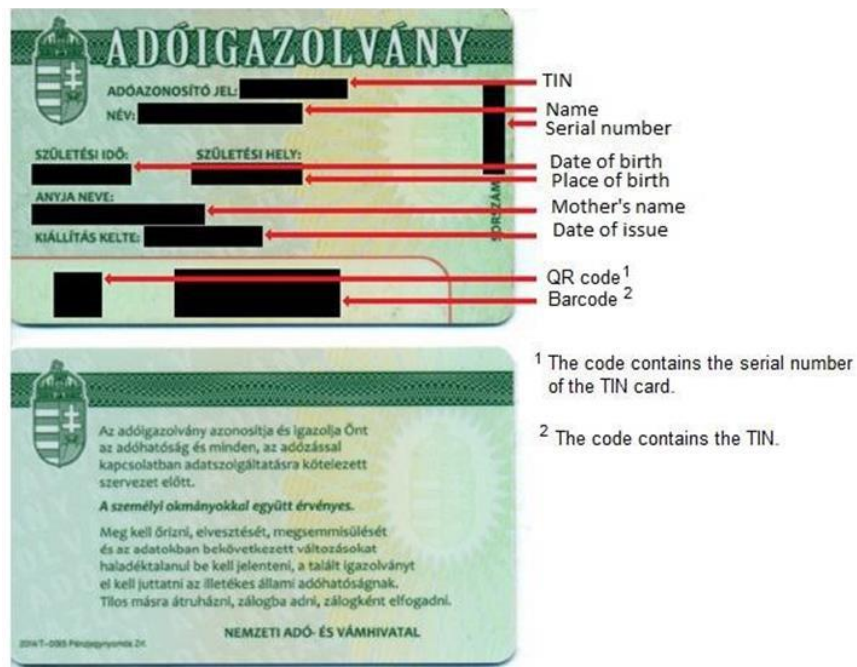 ADÓIGAZOLVÁNY
ADÓAZONOSÍTÓ JEL:
TIN
NÉV:
Name
Serial number
SZÜLETÉSI IDŐ:
SZÜLETÉSI HELY:
Date of birth
Place of birth
ANYJA NEVE:
Mother's name
SORSZÁM
KIÁLLÍTÁS KELTE:
Date of issue
QR code 1
Barcode 2
1 The code contains the serial number
of the TIN card.
2 The code contains the TIN.
Az adóigazolvány azonosítja és igazolja Önt
az adóhatóság és minden, az adózással
kapcsolatban adatszolgáltatásra kötelezett
szervezet előtt.
A személyi okmányokkal együtt érvényes.
Meg kell őrizni, elvesztését, megsemmisülését
és az adatokban bekövetkezett változásokat
haladéktalanul be kell jelenteni, a talált igazolványt
el kell juttatni az illetékes állami adóhatóságnak.
Tilos másra átruházni, zálogba adni, zálogként elfogadni.
NEMZETI ADÓ- ÉS VÁMHIVATAL